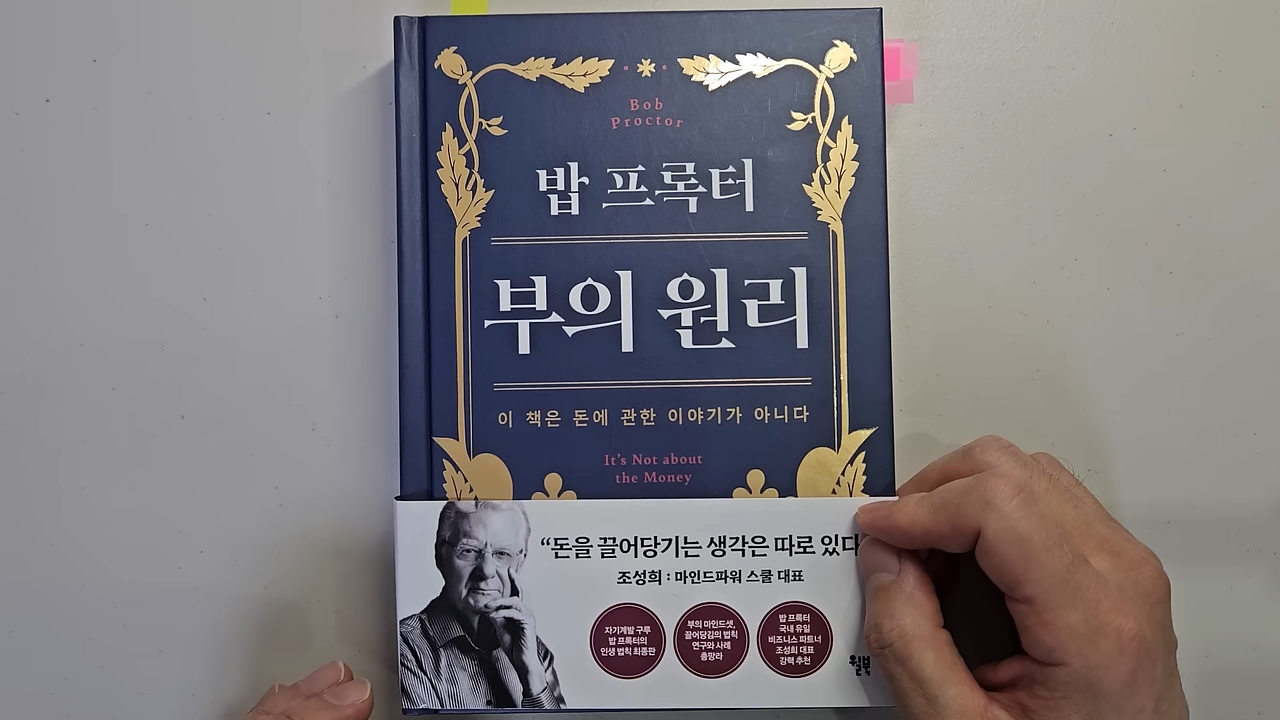 Bob
Proctor
밥 프록터
부의 원리
이 책은 돈에 관한 이야기가 아니다
It's Not about
the Money
“돈을 끌어당기는 생각은 따로 있다
조성희 : 마인드파워 스쿨 대표
자기계발 구루
밥 프록터의
인생 법칙 최종판
부의 마인드셋,
끌어당김의 법칙
연구와 사례
총망라
밥 프록터
국내 유일
비즈니스 파트너
조성희 대표
강력 추천
윌북